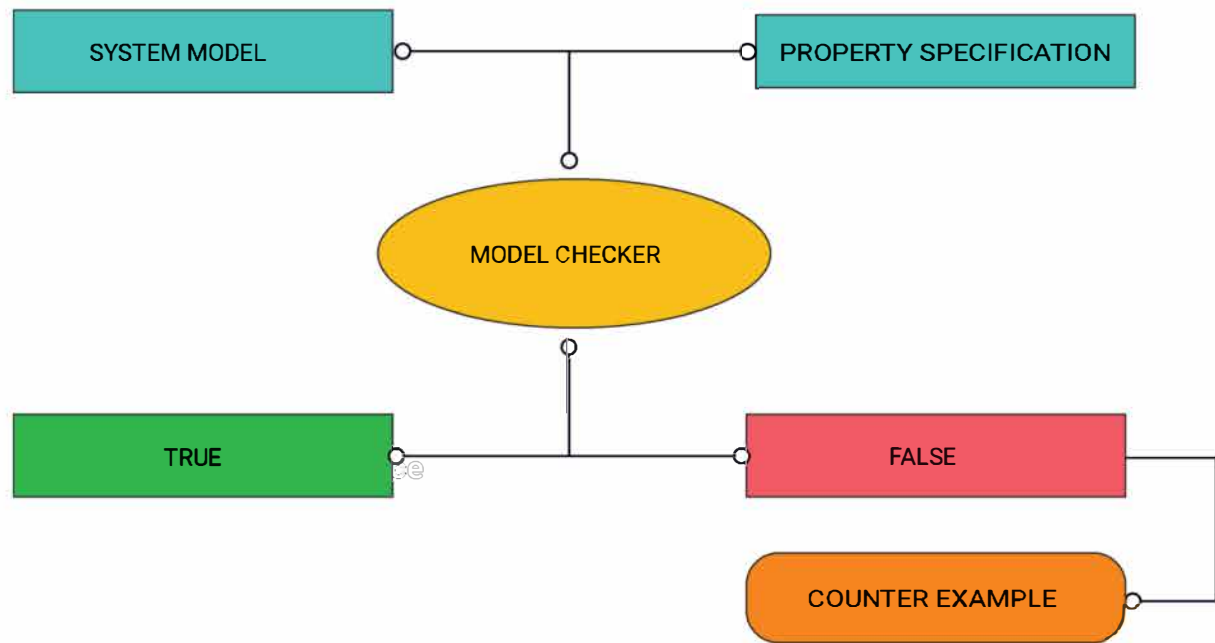 SYSTEM MODEL
PROPERTY SPECIFICATION
MODEL CHECKER
TRUE
FALSE
COUNTER EXAMPLE